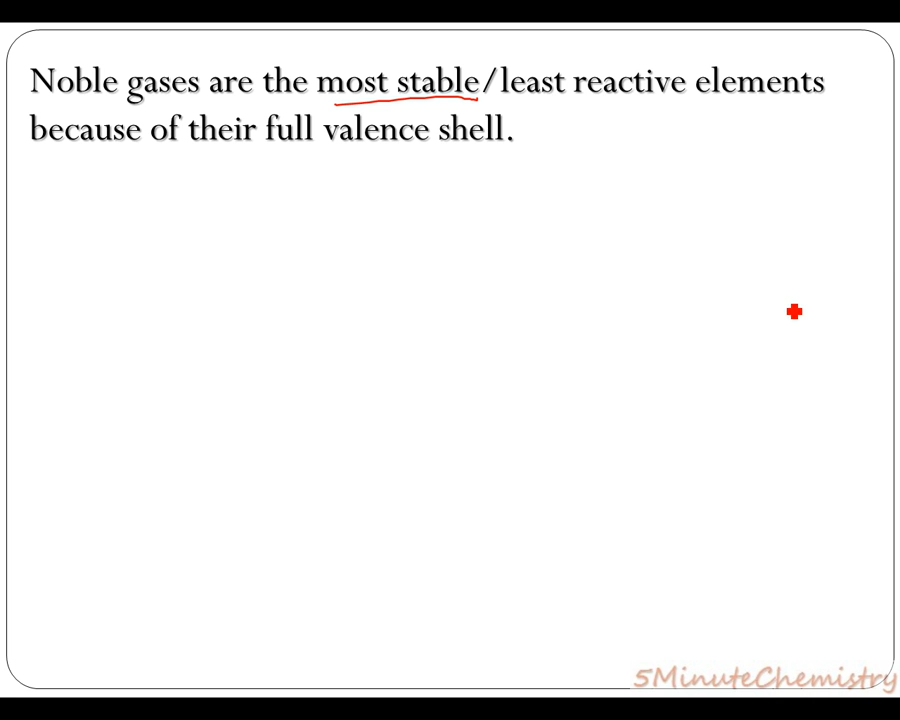 Noble gases are the most stable/least reactive elements
because of their full valence shell.
5MinuteChemistry